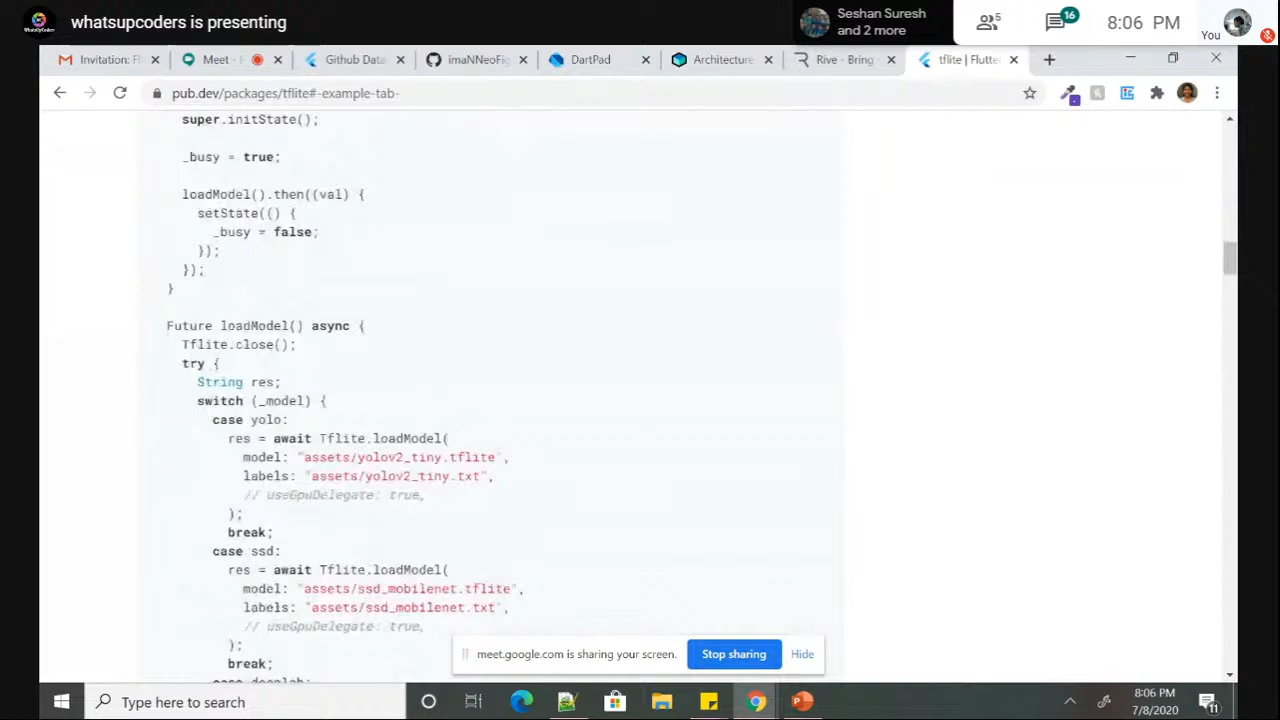 whatsupcoders is presenting
Seshan Suresh
and 2 more
5
16
8:06 PM
You
Invitation: Fl
Meet - F
Github Data
imaNNeoFig
DartPad
Architecture
Rive - Bring
tflite | Flutte
pub.dev/packages/tflite#-example-tab-
super.initState();
_busy = true;
loadModel().then((val) {
setState(() {
_busy = false;
});
});
}
Future loadModel() async {
Tflite.close();
try {
String res;
switch (_model) {
case yolo:
res = await Tflite.loadModel(
model: "assets/yolov2_tiny.tflite",
labels: "assets/yolov2_tiny.txt",
// useGpuDelegate: true,
);
break;
case ssd:
res = await Tflite.loadModel(
model: "assets/ssd_mobilenet.tflite",
labels: "assets/ssd_mobilenet.txt",
// useGpuDelegate: true,
);
break;
case deeplab:
meet.google.com is sharing your screen.
Stop sharing
Hide
Type here to search
8:06 PM
7/8/2020
11